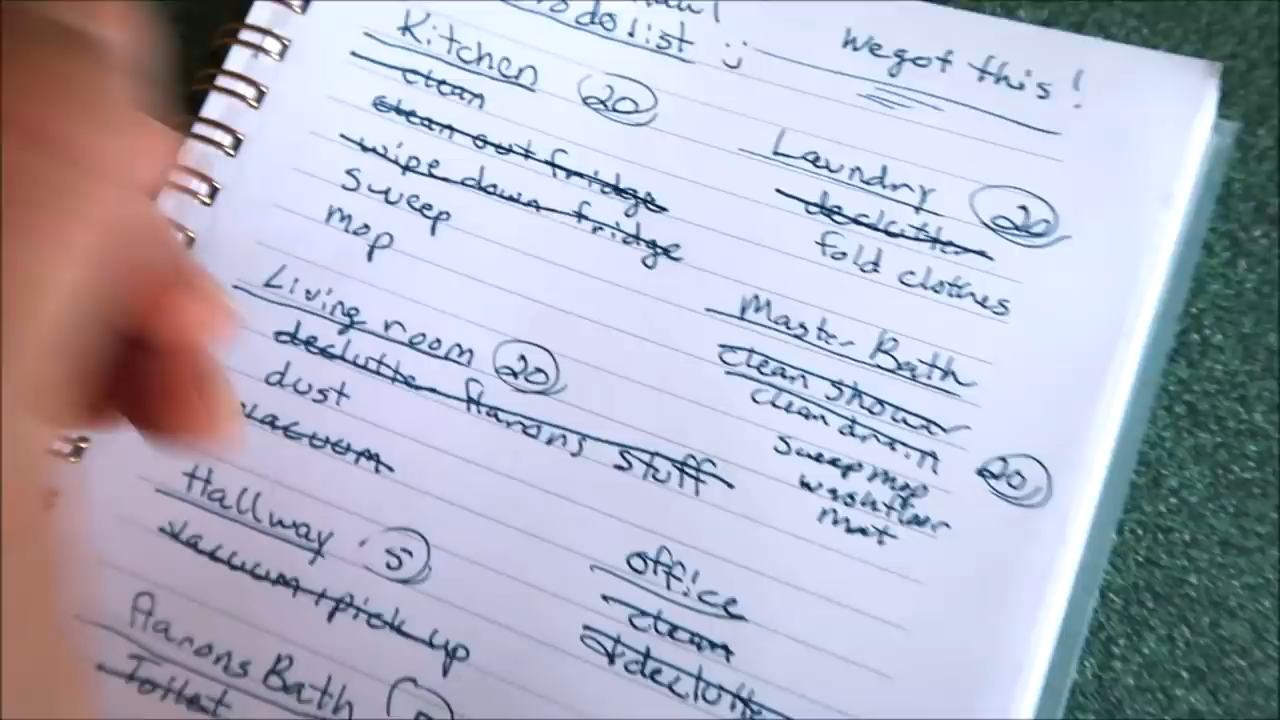 To do list :)
We got this!
Kitchen 20
clean
clean out fridge
wipe down fridge
sweep
mop
Living room 20
declutter Aarons stuff
dust
vacuum
Hallway 5
vacuum + pick up
Aarons Bath
Toilet
Laundry 20
declutter
fold clothes
Master Bath
clean shower
clean drain
sweep mop 20
wash floor
mat
office
clean
+ declutter